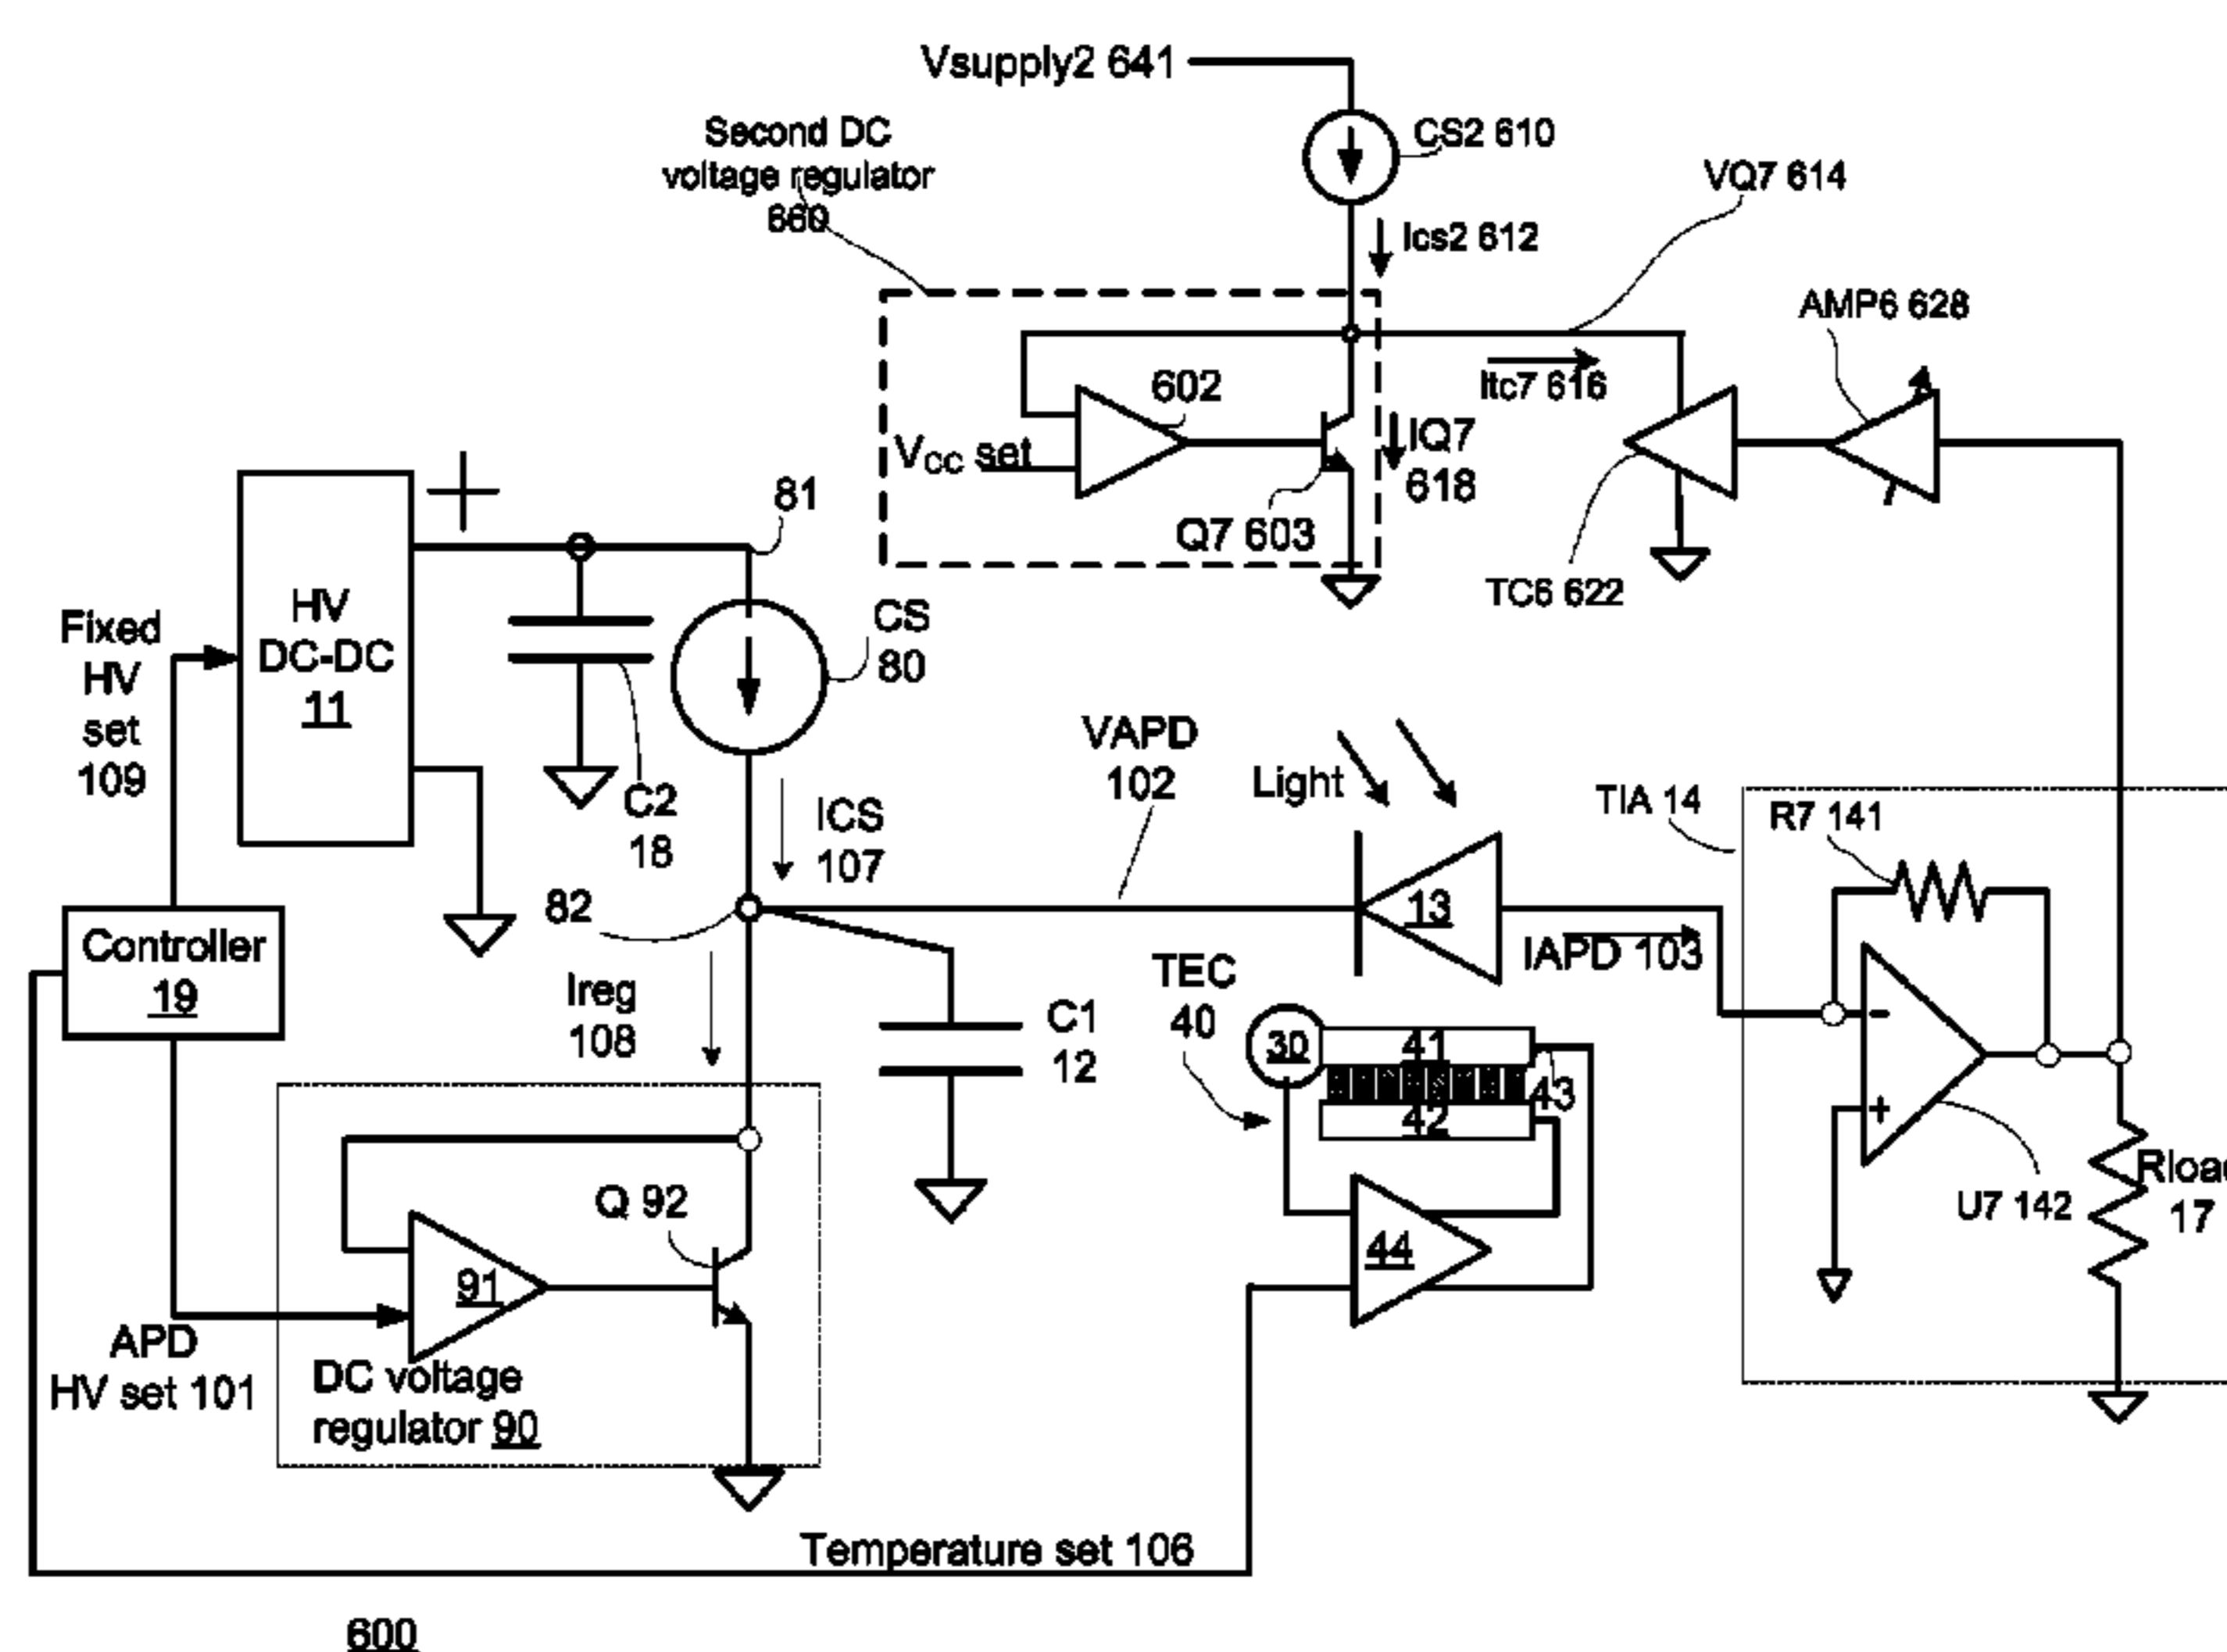 Vsupply2 641
Second DC
voltage regulator
660
CS2 610
VQ7 614
Ics2 612
AMP6 628
602
Itc7 616
VCC set
IQ7
618
Q7 603
TC6 622
81
HV
DC-DC
11
CS
80
Fixed
HV
set
109
C2
18
VAPD
102
Light
TIA 14
R7 141
ICS
107
82
13
IAPD 103
Controller
19
Ireg
108
C1
12
TEC
40
30
41
43
42
Q 92
Rload
17
U7 142
44
91
APD
HV set 101
DC voltage
regulator 90
- 
+
Temperature set 106
600